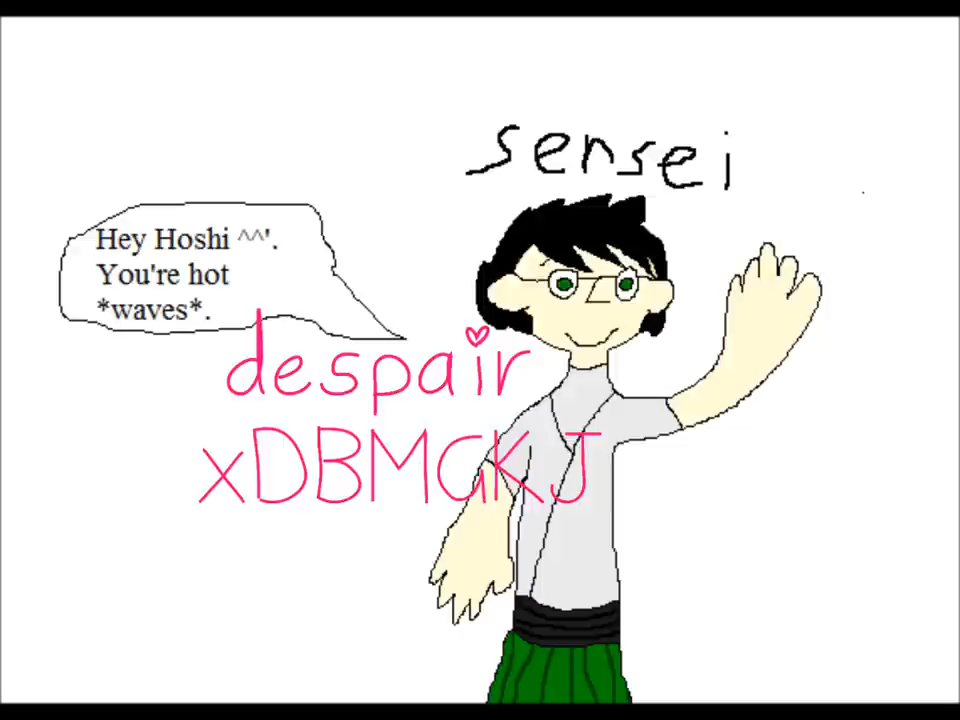 sensei
Hey Hoshi ^^'.
You're hot
*waves*.
despair
xDBMGKJ